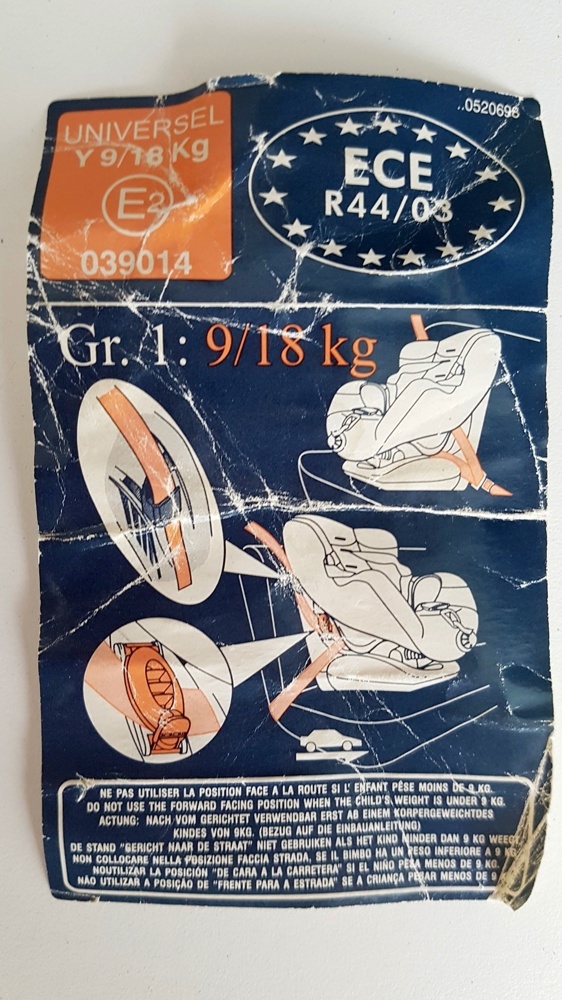 ..0520696
UNIVERSEL
Y 9/18 Kg
E2
039014
ECE
R44/03
Gr. 1: 9/18 kg
NE PAS UTILISER LA POSITION FACE A LA ROUTE SI L' ENFANT PÊSE MOINS DE 9 KG.
DO NOT USE THE FORWARD FACING POSITION WHEN THE CHILD'S WEIGHT IS UNDER 9 KG.
ACTUNG: NACH VOM GERICHTET VERWENDBAR ERST AB EINEM KORPERGEWEICHTDES
KINDES VON 9KG. (BEZUG AUF DIE EINBAUANLEITUNG)
DE STAND "GERICHT NAAR DE STRAAT" NIET GEBRUIKEN ALS HET KIND MINDER DAN 9 KG WEEGT
NON COLLOCARE NELLA POSIZIONE FACCIA STRADA, SE IL BIMBO HA UN PESO INFERIORE A 9 KG
NOUTILIZAR LA POSICIÓN "DE CARA A LA CARRETERA" SI EL NIÑO PESA MENOS DE 9 KG.
NÃO UTILIZAR A POSIÇÃO DE "FRENTE PARA A ESTRADA" SE A CRIANÇA PESAR MENOS DE 9